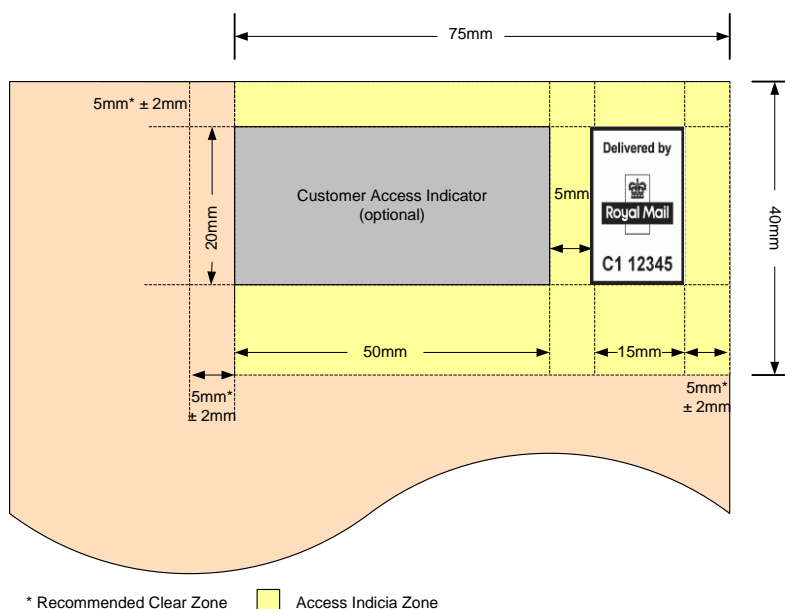 75mm
5mm* ± 2mm
Delivered by
Royal Mail
C1 12345
Customer Access Indicator
(optional)
5mm
20mm
40mm
50mm
15mm
5mm*
± 2mm
5mm*
± 2mm
* Recommended Clear Zone
Access Indicia Zone